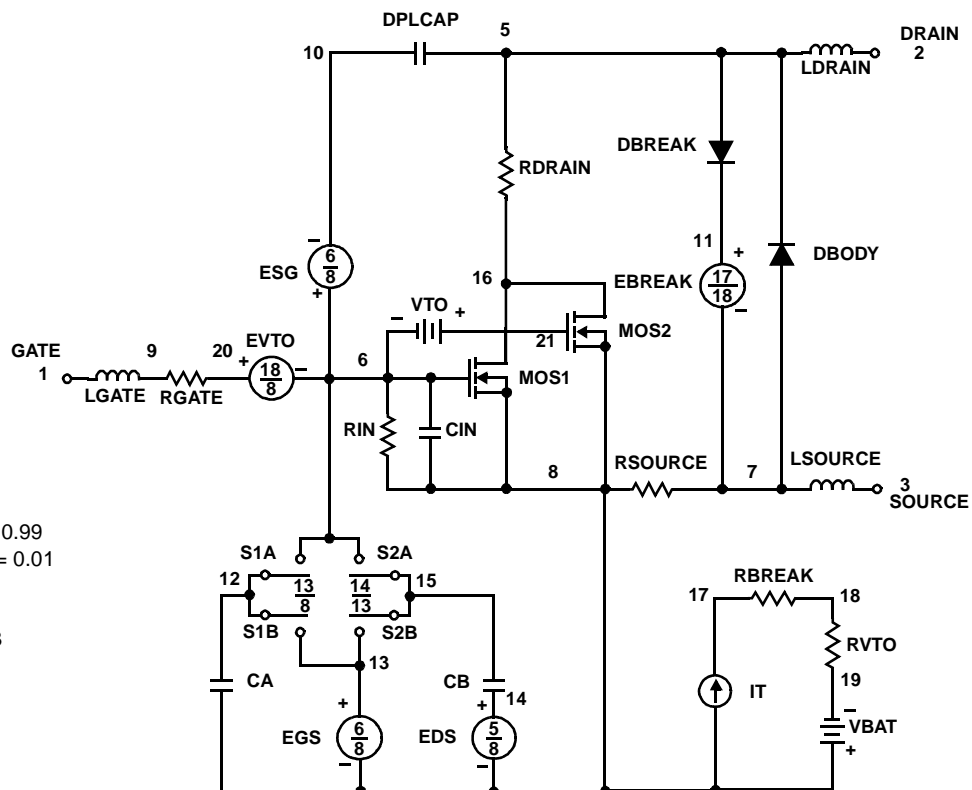 DPLCAP
5
DRAIN
2
10
LDRAIN
DBREAK
RDRAIN
11
+
DBODY
−
6
8
+
ESG
16
EBREAK
17
18
−
VTO
−
+
MOS2
21
GATE
1
9
20
EVTO
+
18
8
−
6
MOS1
LGATE
RGATE
RIN
CIN
8
RSOURCE
7
LSOURCE
3
SOURCE
0.99
= 0.01
S1A
S2A
12
13
8
14
13
15
S1B
S2B
13
RBREAK
17
18
RVTO
CA
CB
14
IT
19
+
EGS
6
8
−
+
EDS
5
8
−
−
VBAT
+